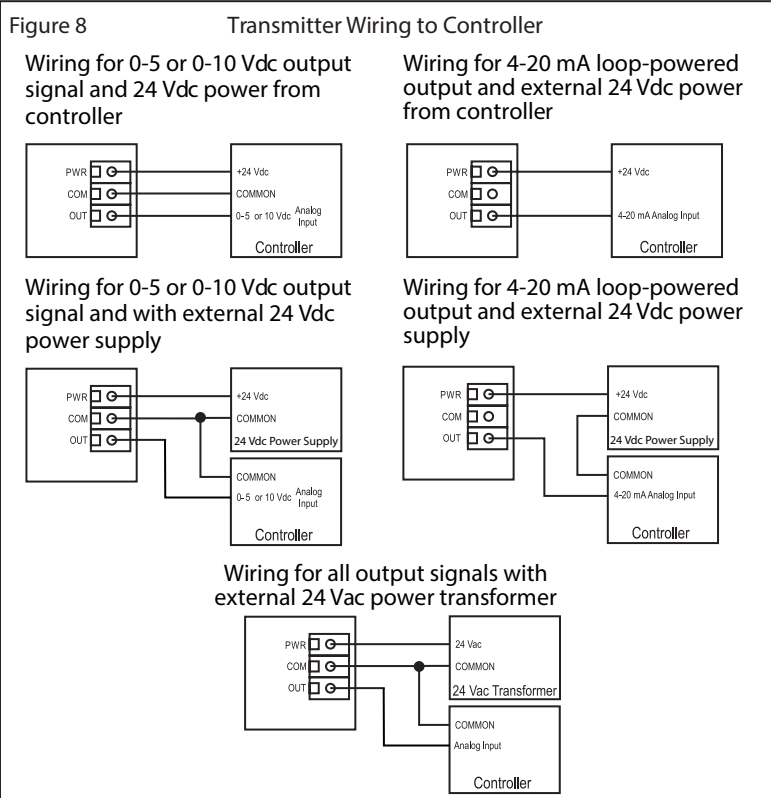 Figure 8
Transmitter Wiring to Controller
Wiring for 0-5 or 0-10 Vdc output
signal and 24 Vdc power from
controller
PWR
COM
OUT
+24 Vdc
COMMON
0-5 or 10 Vdc Analog
Input
Controller
Wiring for 4-20 mA loop-powered
output and external 24 Vdc power
from controller
PWR
COM
OUT
+24 Vdc
4-20 mA Analog Input
Controller
Wiring for 0-5 or 0-10 Vdc output
signal and with external 24 Vdc
power supply
PWR
COM
OUT
+24 Vdc
COMMON
24 Vdc Power Supply
COMMON
0-5 or 10 Vdc Analog
Input
Controller
Wiring for 4-20 mA loop-powered
output and external 24 Vdc power
supply
PWR
COM
OUT
+24 Vdc
COMMON
24 Vdc Power Supply
COMMON
4-20 mA Analog Input
Controller
Wiring for all output signals with
external 24 Vac power transformer
PWR
COM
OUT
24 Vac
COMMON
24 Vac Transformer
COMMON
Analog Input
Controller